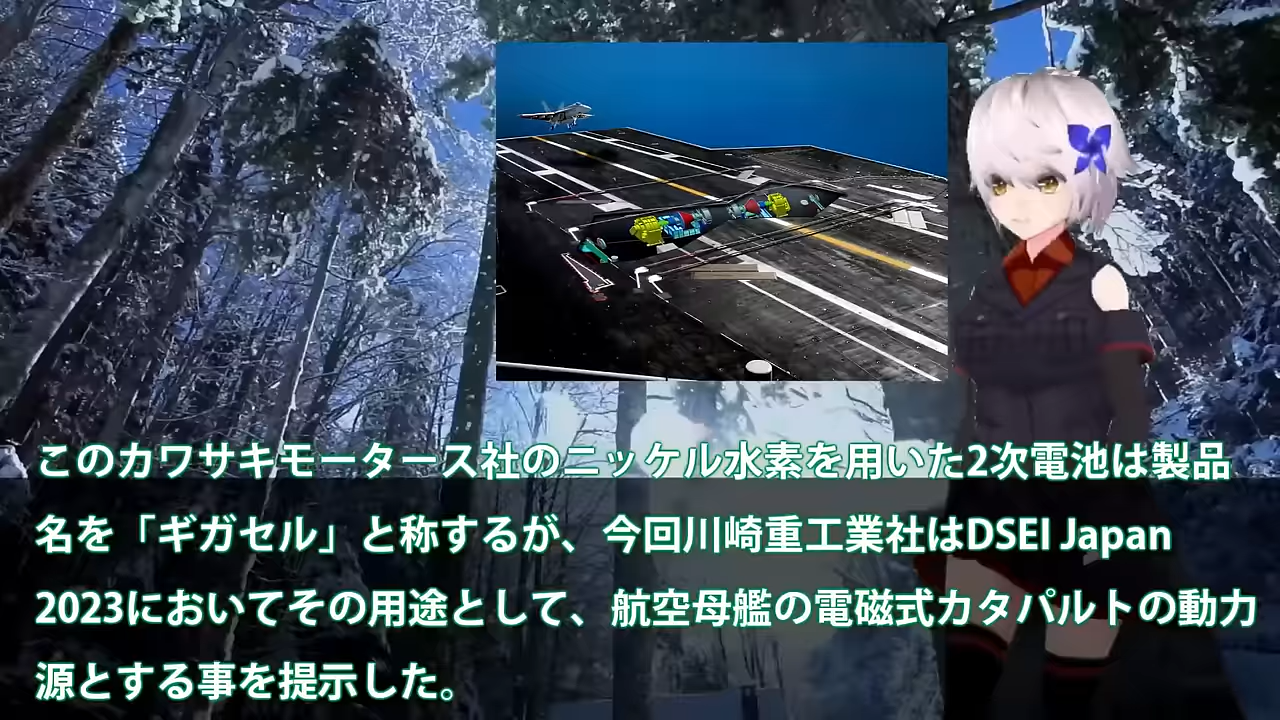 このカワサキモータース社のニッケル水素を用いた2次電池は製品
名を「ギガセル」と称するが、今回川崎重工業社はDSEI Japan
2023においてその用途として、航空母艦の電磁式カタパルトの動力
源とする事を提示した。